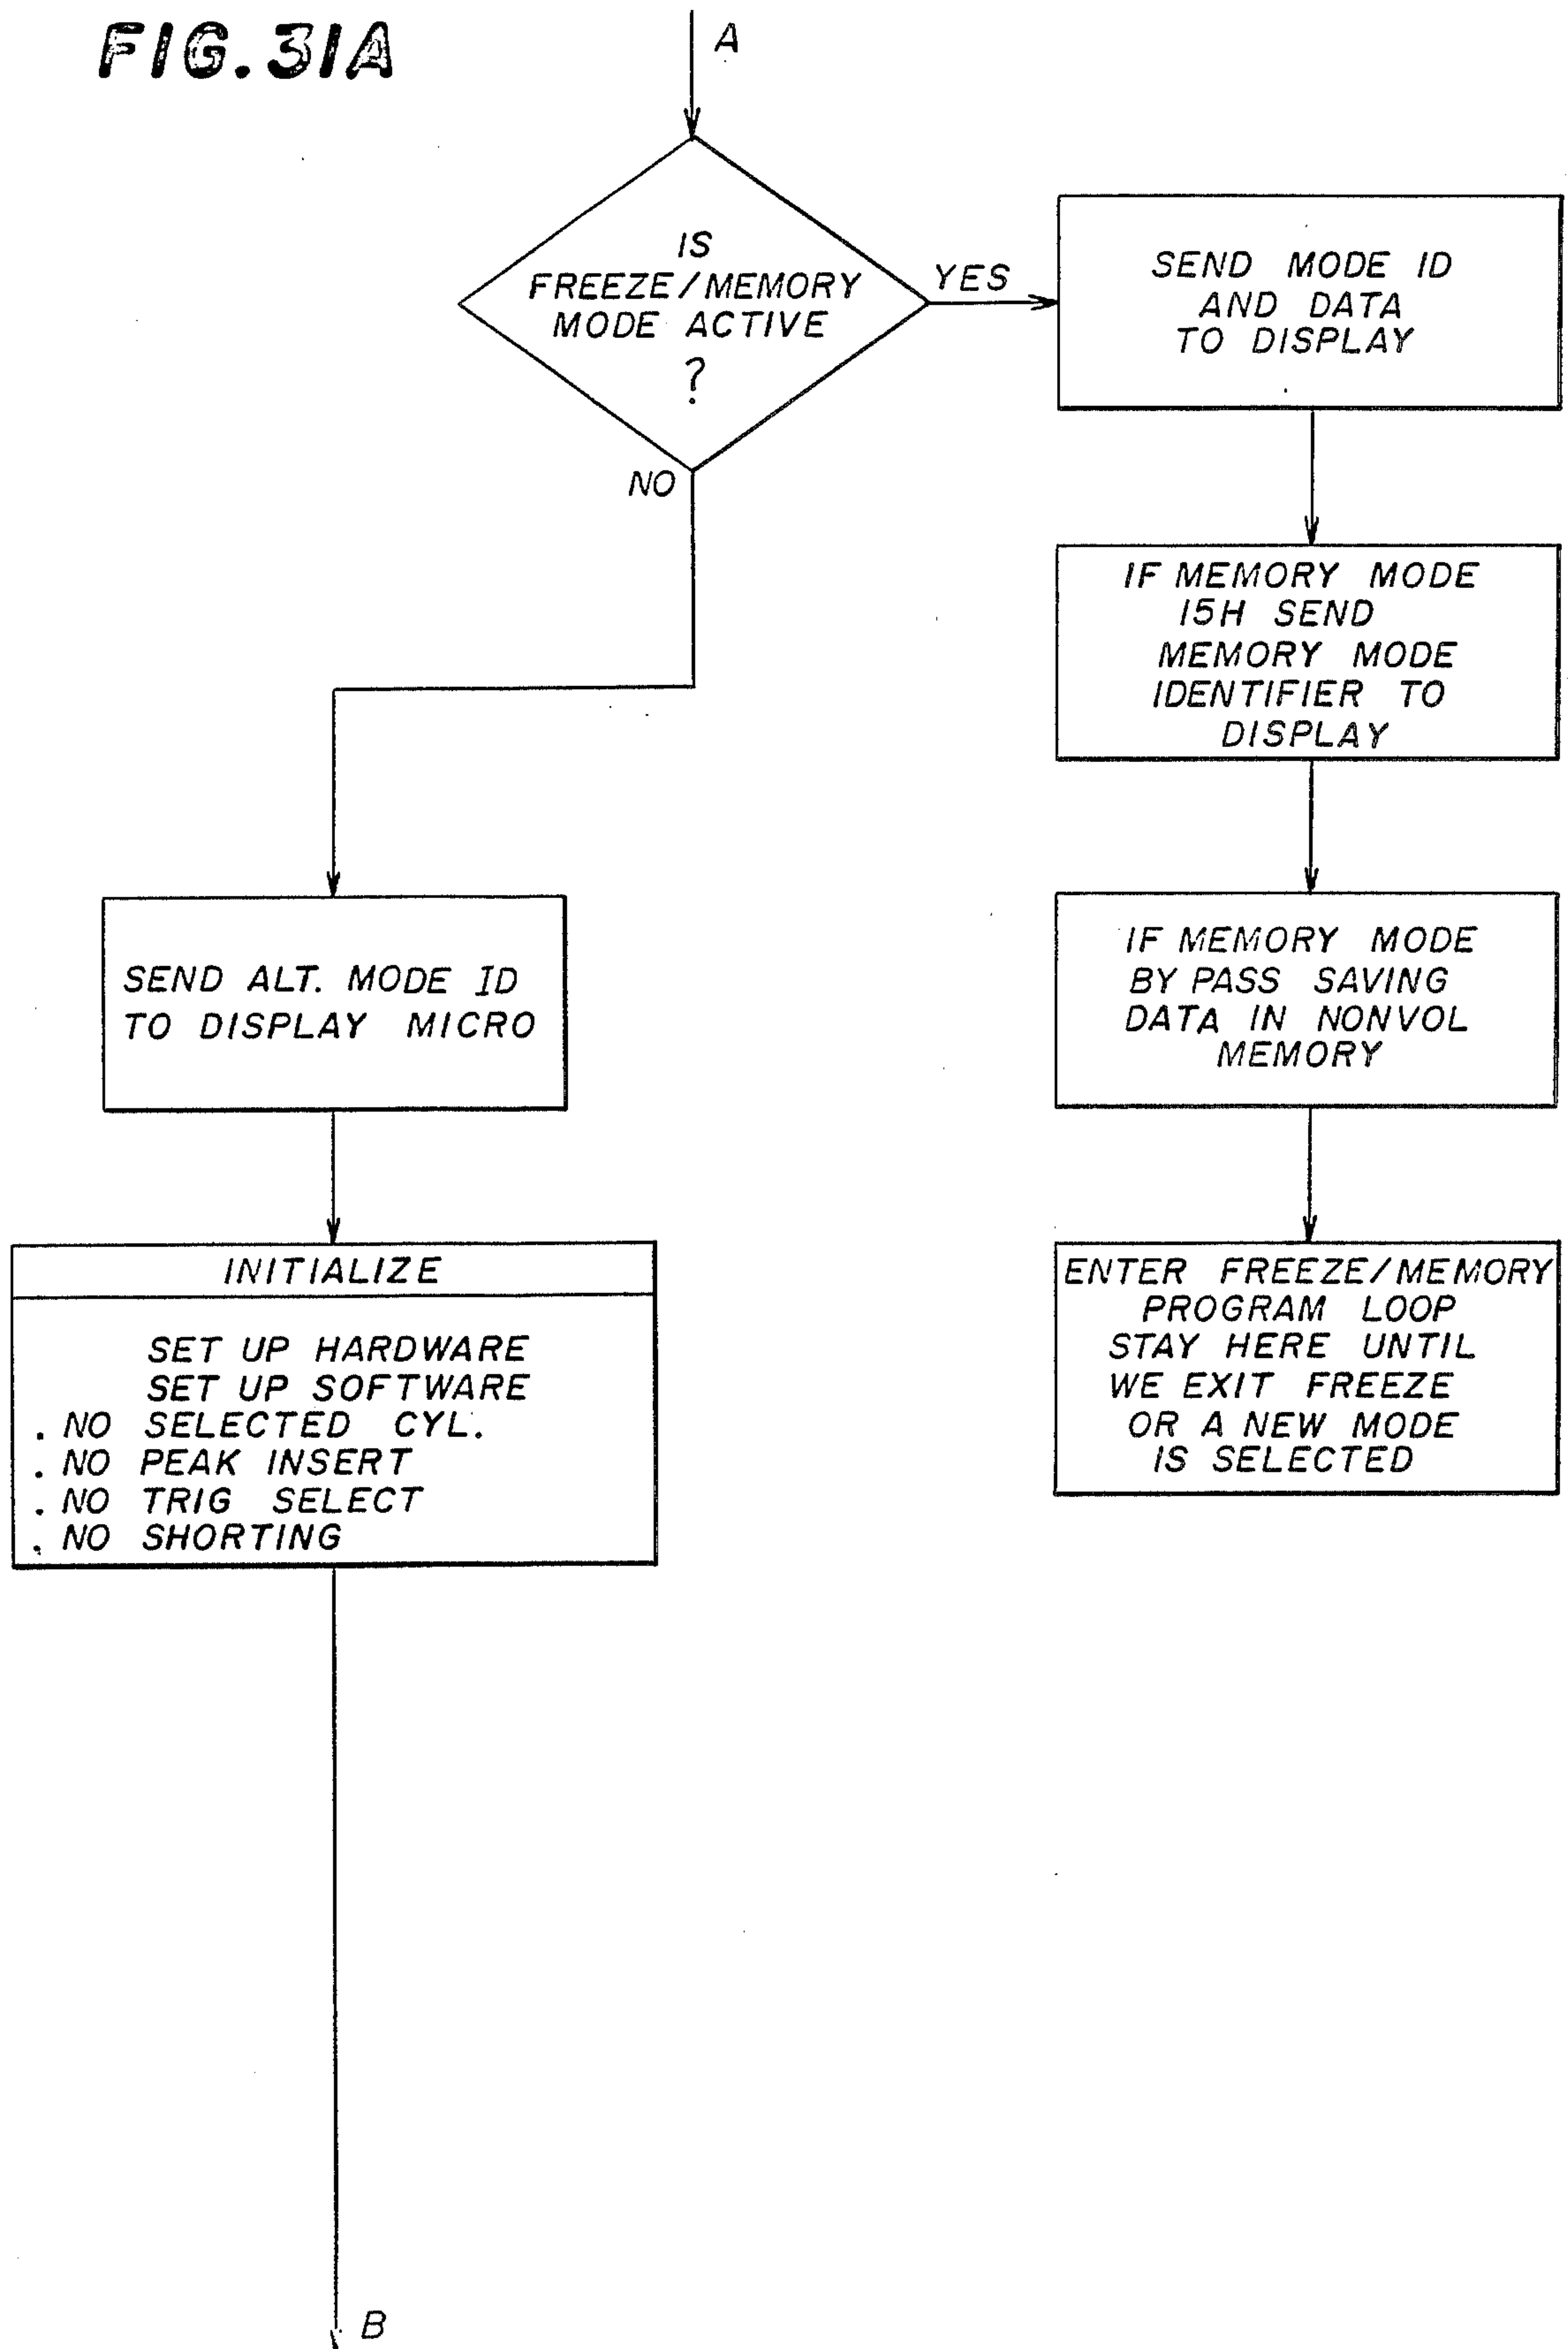 FIG. 31A
A
IS
FREEZE/MEMORY
MODE ACTIVE
?
YES
NO
SEND MODE ID
AND DATA
TO DISPLAY
IF MEMORY MODE
15H SEND
MEMORY MODE
IDENTIFIER TO
DISPLAY
IF MEMORY MODE
BY PASS SAVING
DATA IN NONVOL
MEMORY
ENTER FREEZE/MEMORY
PROGRAM LOOP
STAY HERE UNTIL
WE EXIT FREEZE
OR A NEW MODE
IS SELECTED
SEND ALT. MODE ID
TO DISPLAY MICRO
INITIALIZE
SET UP HARDWARE
SET UP SOFTWARE
. NO SELECTED CYL.
. NO PEAK INSERT
. NO TRIG SELECT
. NO SHORTING
B